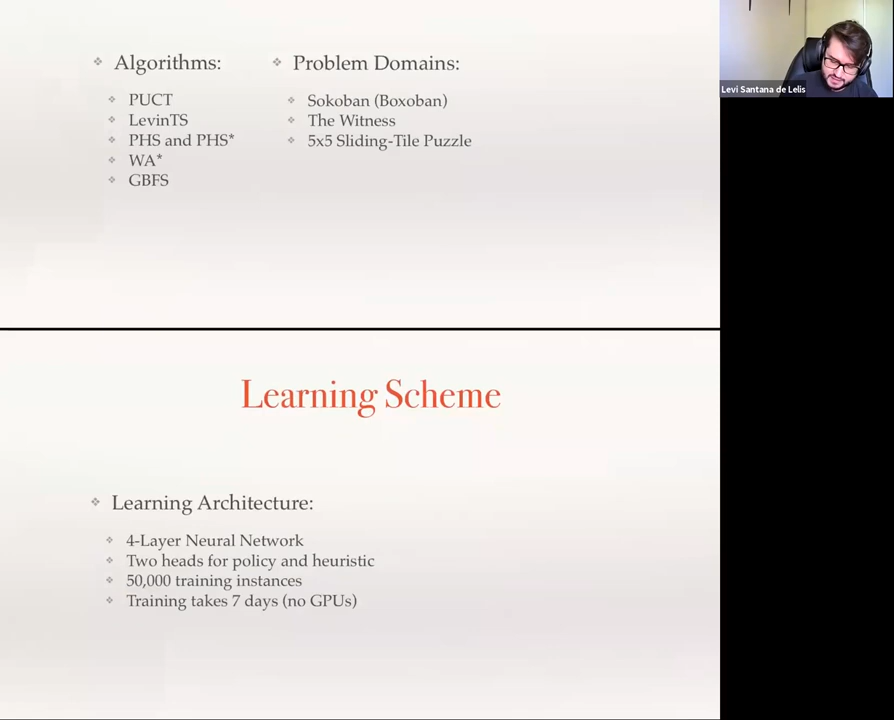 Algorithms:
PUCT
LevinTS
PHS and PHS*
WA*
GBFS
Problem Domains:
Sokoban (Boxoban)
The Witness
5x5 Sliding-Tile Puzzle
Levi Santana de Lelis
Learning Scheme
Learning Architecture:
4-Layer Neural Network
Two heads for policy and heuristic
50,000 training instances
Training takes 7 days (no GPUs)